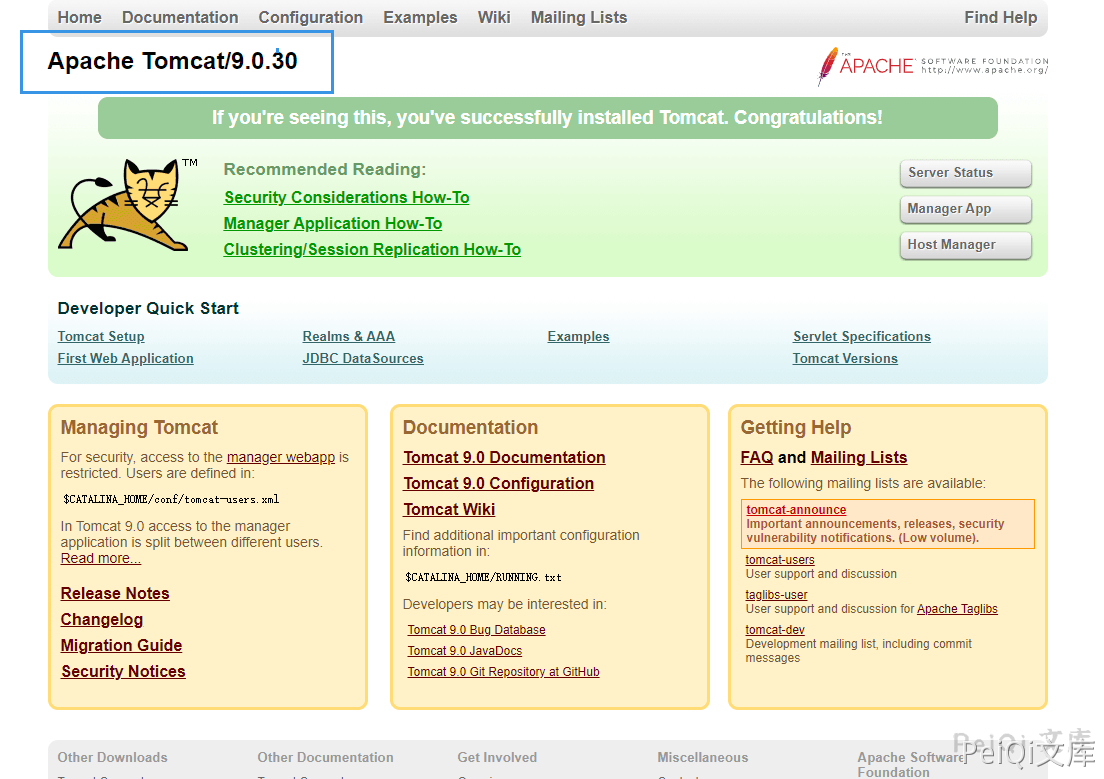 Home Documentation Configuration Examples Wiki Mailing Lists Find Help
Apache Tomcat/9.0.30
THE
APACHE SOFTWARE FOUNDATION
http://www.apache.org/
If you're seeing this, you've successfully installed Tomcat. Congratulations!
TM
Recommended Reading:
Security Considerations How-To
Manager Application How-To
Clustering/Session Replication How-To
Server Status
Manager App
Host Manager
Developer Quick Start
Tomcat Setup
First Web Application
Realms & AAA
JDBC DataSources
Examples
Servlet Specifications
Tomcat Versions
Managing Tomcat
For security, access to the manager webapp is
restricted. Users are defined in:
$CATALINA_HOME/conf/tomcat-users.xml
In Tomcat 9.0 access to the manager
application is split between different users.
Read more...
Release Notes
Changelog
Migration Guide
Security Notices
Documentation
Tomcat 9.0 Documentation
Tomcat 9.0 Configuration
Tomcat Wiki
Find additional important configuration
information in:
$CATALINA_HOME/RUNNING.txt
Developers may be interested in:
Tomcat 9.0 Bug Database
Tomcat 9.0 JavaDocs
Tomcat 9.0 Git Repository at GitHub
Getting Help
FAQ and Mailing Lists
The following mailing lists are available:
tomcat-announce
Important announcements, releases, security
vulnerability notifications. (Low volume).
tomcat-users
User support and discussion
taglibs-user
User support and discussion for Apache Taglibs
tomcat-dev
Development mailing list, including commit
messages
Other Downloads
Other Documentation
Get Involved
Miscellaneous
Apache Software
Foundation
PeiQi 文库
PeiQi文库